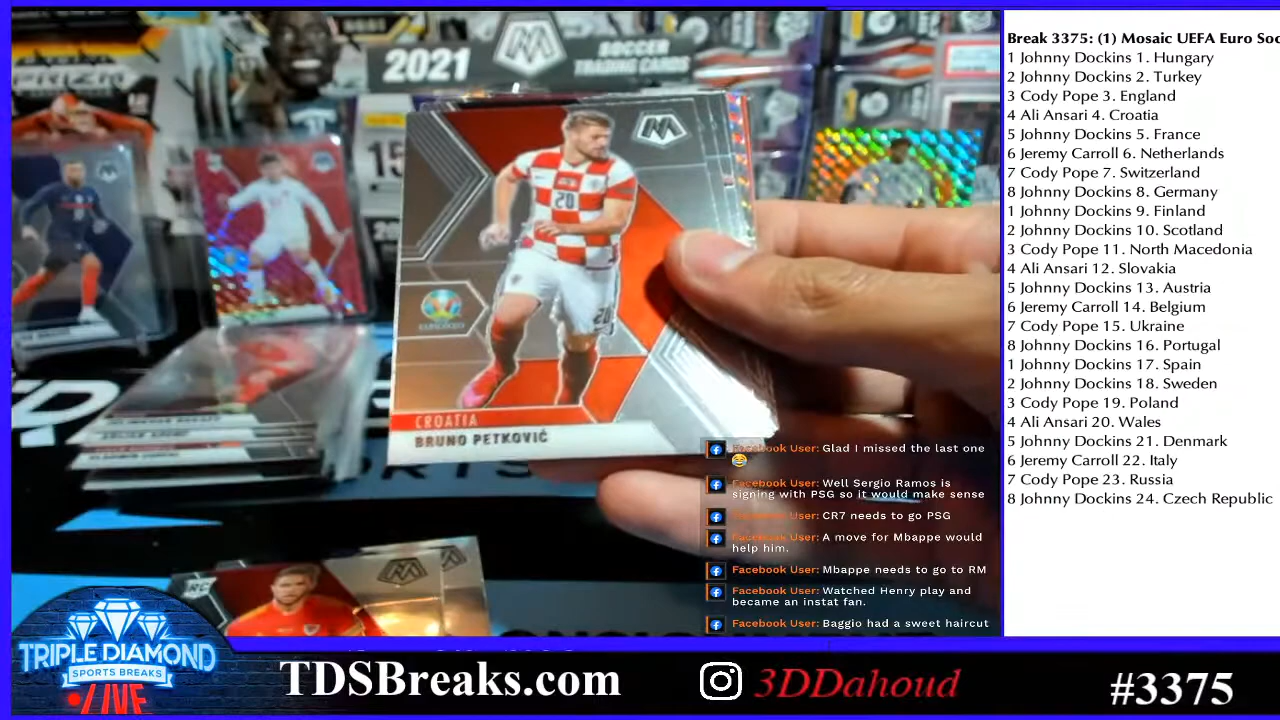 2021
SOCCER
TRADING CARDS
PRIZM
15
20
20
EURO2020
CROATIA
BRUNO PETKOVIĆ
RC
Break 3375: (1) Mosaic UEFA Euro Soc
1 Johnny Dockins 1. Hungary
2 Johnny Dockins 2. Turkey
3 Cody Pope 3. England
4 Ali Ansari 4. Croatia
5 Johnny Dockins 5. France
6 Jeremy Carroll 6. Netherlands
7 Cody Pope 7. Switzerland
8 Johnny Dockins 8. Germany
1 Johnny Dockins 9. Finland
2 Johnny Dockins 10. Scotland
3 Cody Pope 11. North Macedonia
4 Ali Ansari 12. Slovakia
5 Johnny Dockins 13. Austria
6 Jeremy Carroll 14. Belgium
7 Cody Pope 15. Ukraine
8 Johnny Dockins 16. Portugal
1 Johnny Dockins 17. Spain
2 Johnny Dockins 18. Sweden
3 Cody Pope 19. Poland
4 Ali Ansari 20. Wales
5 Johnny Dockins 21. Denmark
6 Jeremy Carroll 22. Italy
7 Cody Pope 23. Russia
8 Johnny Dockins 24. Czech Republic
Facebook User: Glad I missed the last one
😂
Facebook User: Well Sergio Ramos is
signing with PSG so it would make sense
Facebook User: CR7 needs to go PSG
Facebook User: A move for Mbappe would
help him.
Facebook User: Mbappe needs to go to RM
Facebook User: Watched Henry play and
became an instat fan.
Facebook User: Baggio had a sweet haircut
TRIPLE DIAMOND
SPORTS BREAKS
LIVE
TDSBreaks.com
3DDahoud
#3375